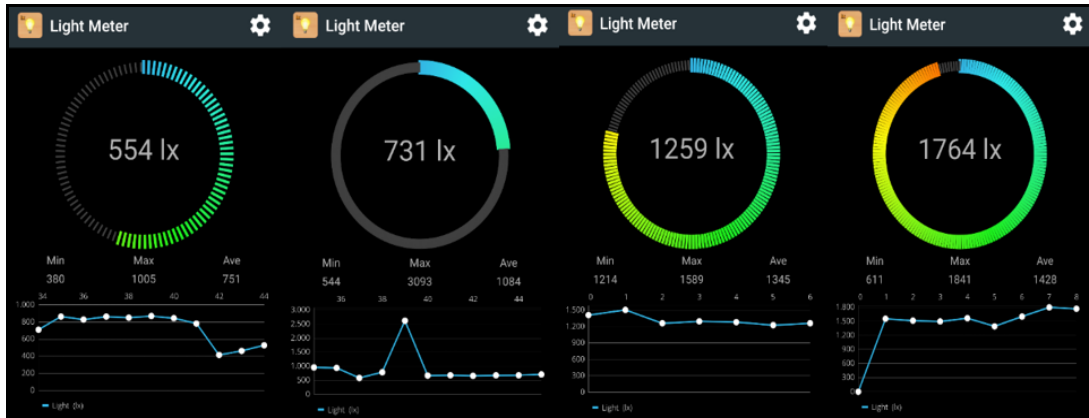 Light Meter
554 lx
Min Max Ave
380 1005 751
34 36 38 40 42 44
1.000
800
600
400
200
0
Light (lx)
Light Meter
731 lx
Min Max Ave
544 3093 1084
36 38 40 42 44
3.000
2.500
2.000
1.500
1.000
500
0
Light (lx)
Light Meter
1259 lx
Min Max Ave
1214 1589 1345
0 1 2 3 4 5 6
1.500
1.200
900
600
300
0
Light (lx)
Light Meter
1764 lx
Min Max Ave
611 1841 1428
0 1 2 3 4 5 6 7 8
1.800
1.500
1.200
900
600
300
0
Light (lx)